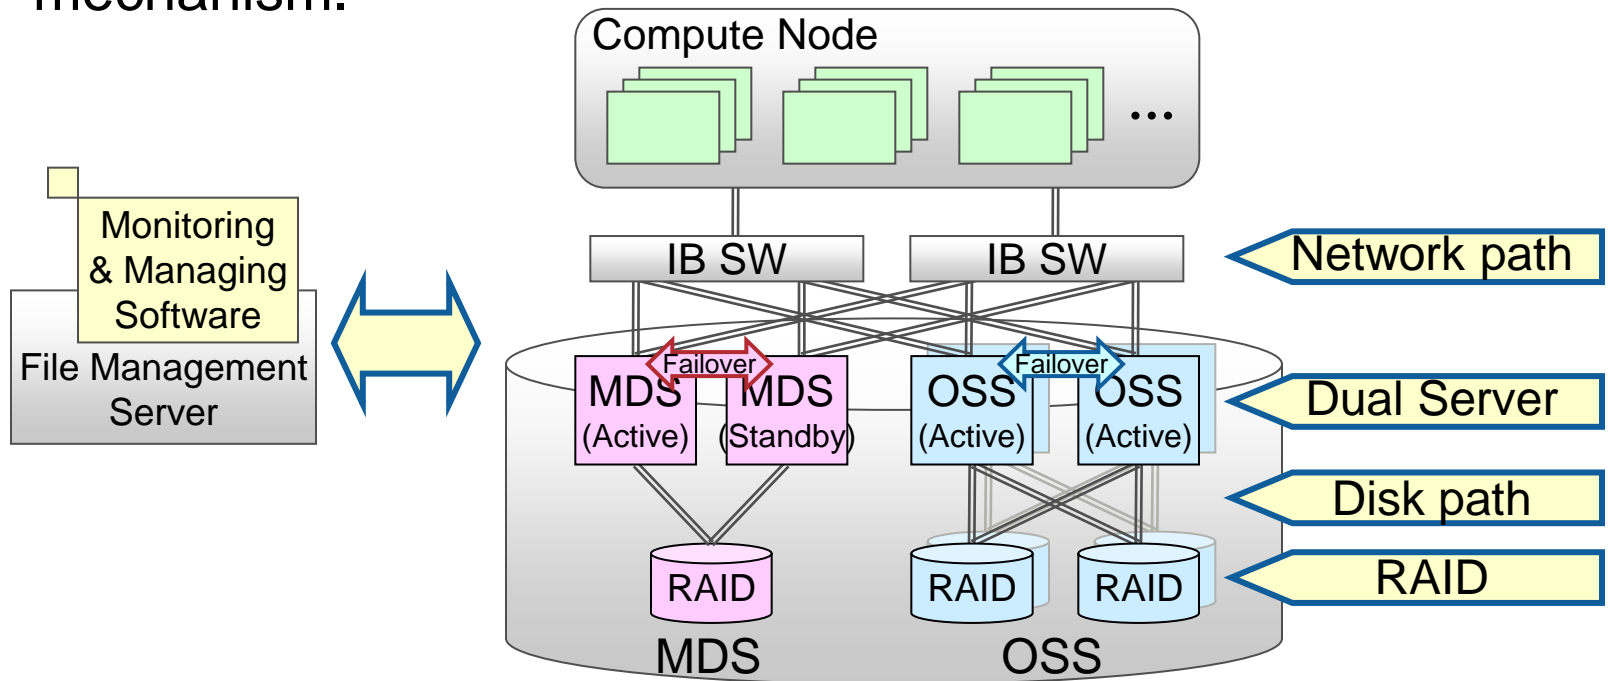 mechanism.
Compute Node
...
Monitoring
& Managing
Software
File Management
Server
IB SW
IB SW
Network path
Failover
Failover
MDS
(Active)
MDS
(Standby)
OSS
(Active)
OSS
(Active)
Dual Server
Disk path
RAID
RAID
RAID
RAID
MDS
OSS